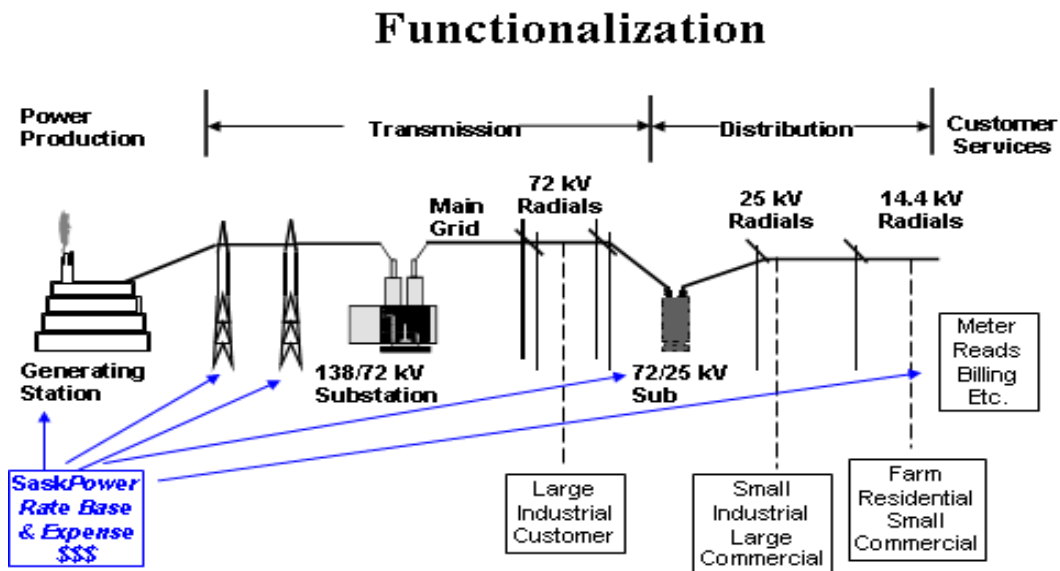 Functionalization
Power
Production
Transmission
Distribution
Customer
Services
Main
Grid
72 kV
Radials
25 kV
Radials
14.4 kV
Radials
Generating
Station
138/72 kV
Substation
72/25 kV
Sub
Meter
Reads
Billing
Etc.
SaskPower
Rate Base
& Expense
$$$
Large
Industrial
Customer
Small
Industrial
Large
Commercial
Farm
Residential
Small
Commercial